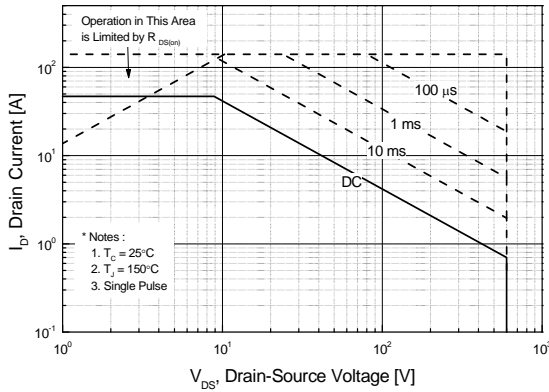 Operation in This Area
is Limited by R DS(on)
10²
10¹
10⁰
10⁻¹
I_D, Drain Current [A]
100 µs
1 ms
10 ms
DC
* Notes :
1. T_C = 25°C
2. T_J = 150°C
3. Single Pulse
10⁰
10¹
10²
10³
V_DS, Drain-Source Voltage [V]